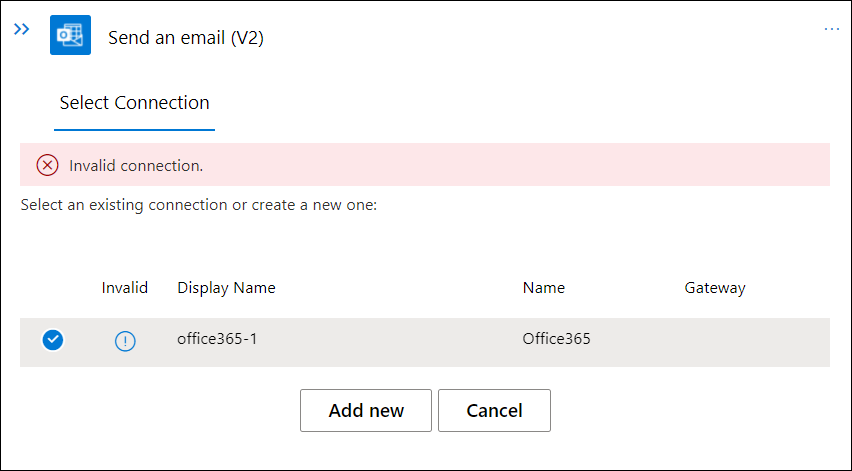 Send an email (V2)
Select Connection
Invalid connection.
Select an existing connection or create a new one:
Invalid Display Name Name Gateway
office365-1 Office365
Add new Cancel